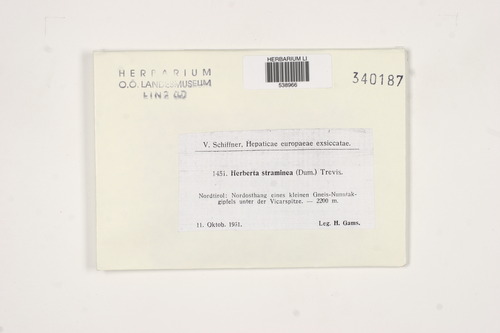 HERBARIUM
O.Ö. LANDESMUSEUM
LINZ
HERBARIUM LI
538966
340187
V. Schiffner, Hepaticae europaeae exsiccatae.
1451. Herberta straminea (Dum.) Trevis.
Nordtirol: Nordosthang eines kleinen Gneis-Nunatak-
gipfels unter der Vicarspitze. — 2200 m.
11. Oktob. 1931.
Leg. H. Gams.